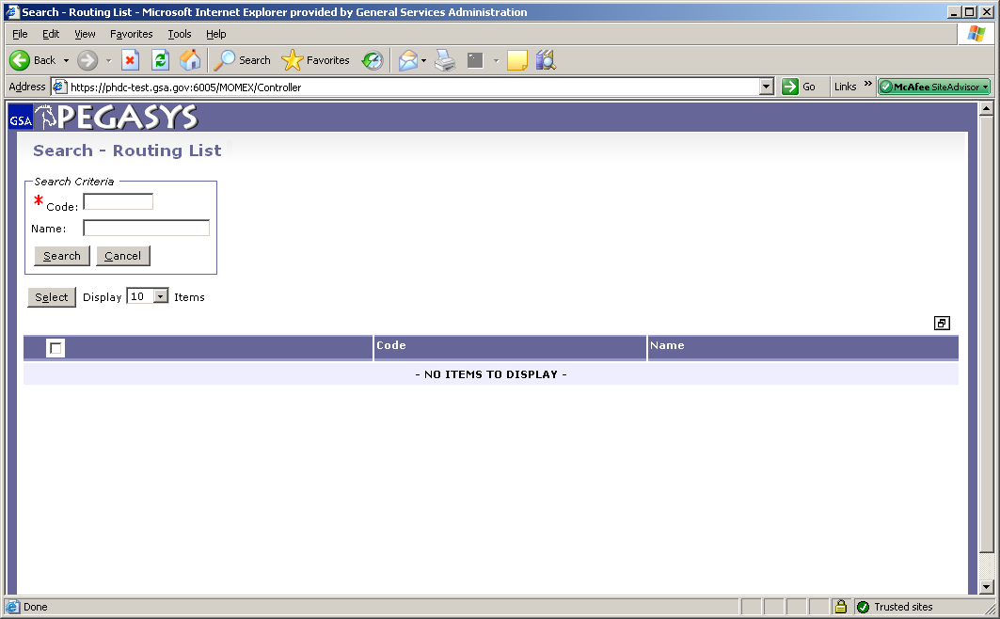 Search - Routing List - Microsoft Internet Explorer provided by General Services Administration
File Edit View Favorites Tools Help
Back Search Favorites
Address https://phdc-test.gsa.gov:6005/MOMEX/Controller Go Links » McAfee SiteAdvisor
GSA PEGASYS
Search - Routing List
Search Criteria
* Code:
Name:
Search Cancel
Select Display 10 Items
Code Name
- NO ITEMS TO DISPLAY -
Done Trusted sites